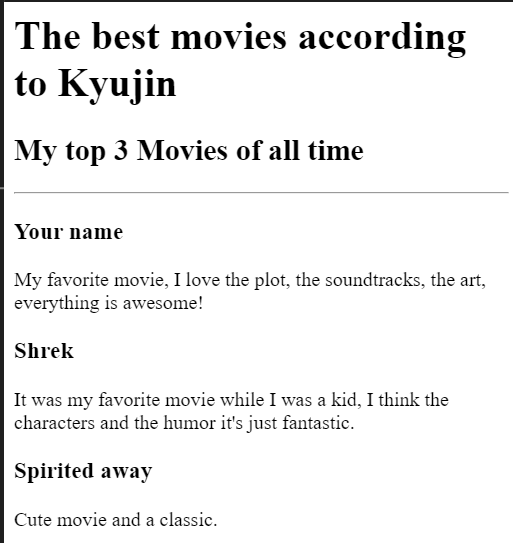 The best movies according
to Kyujin
My top 3 Movies of all time
Your name
My favorite movie, I love the plot, the soundtracks, the art,
everything is awesome!
Shrek
It was my favorite movie while I was a kid, I think the
characters and the humor it's just fantastic.
Spirited away
Cute movie and a classic.